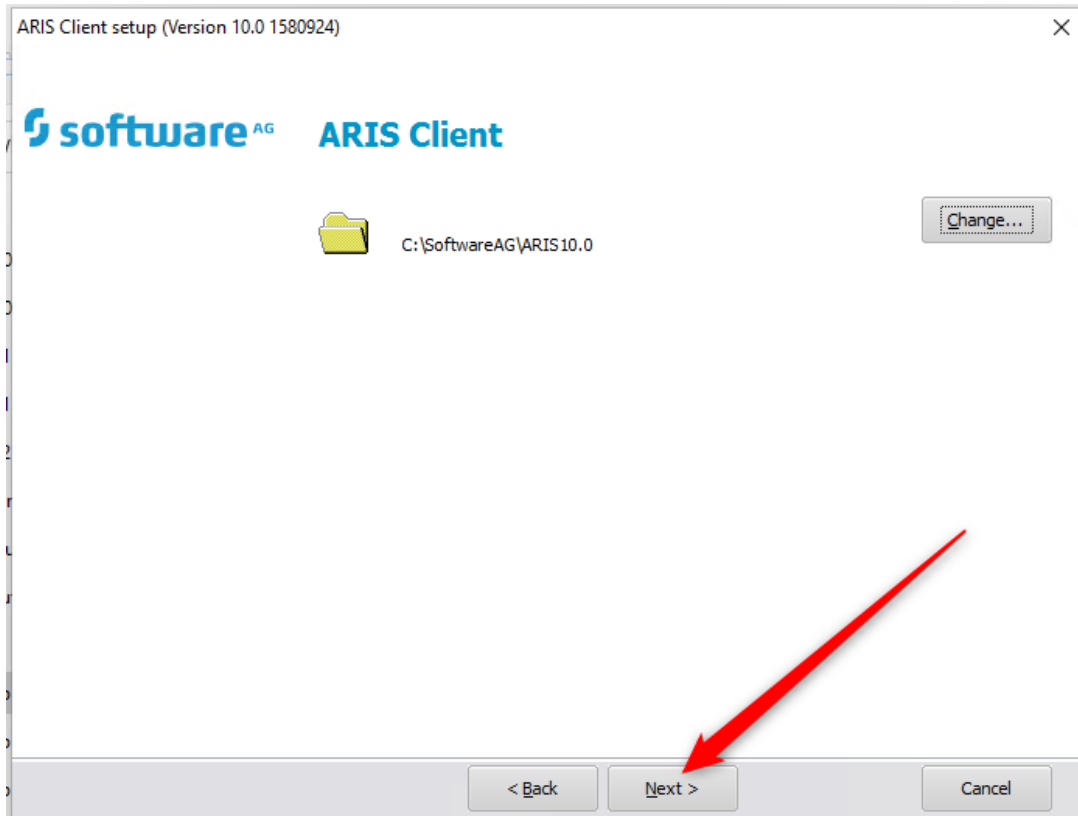 ARIS Client setup (Version 10.0 1580924)
software AG
ARIS Client
Change...
C:\SoftwareAG\ARIS10.0
< Back
Next >
Cancel